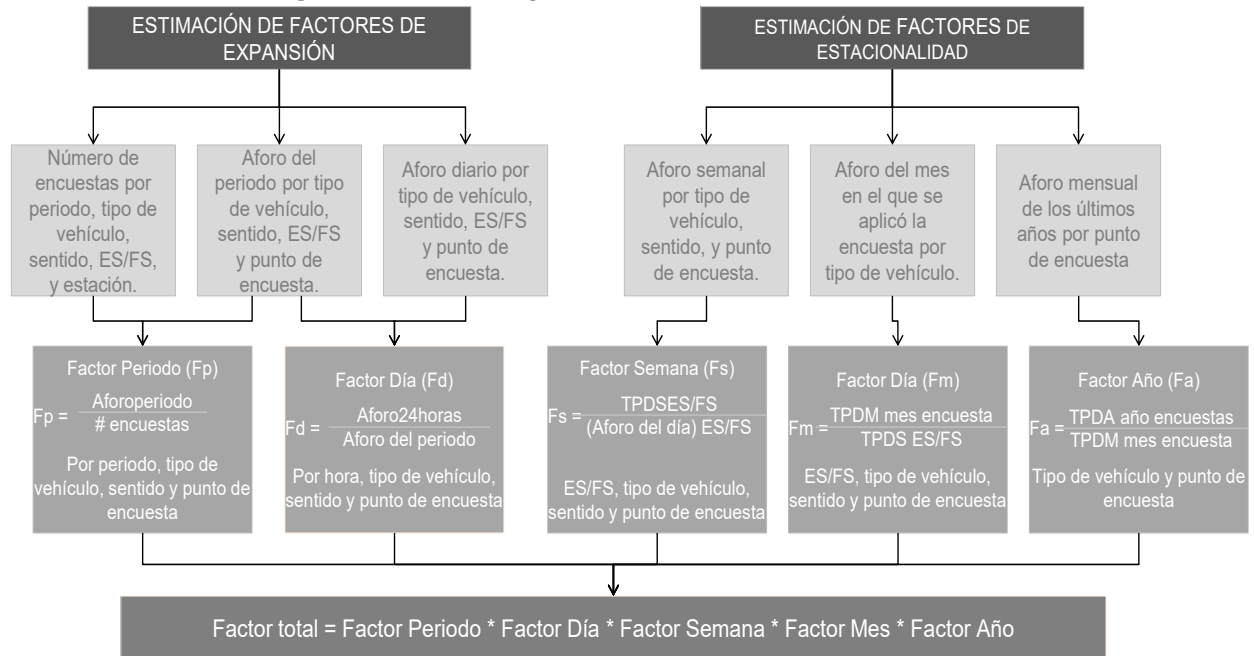 ESTIMACIÓN DE FACTORES DE
EXPANSIÓN
ESTIMACIÓN DE FACTORES DE
ESTACIONALIDAD
Número de
encuestas por
periodo, tipo de
vehículo,
sentido, ES/FS,
y estación.
Aforo del
periodo por tipo
de vehículo,
sentido, ES/FS
y punto de
encuesta.
Aforo diario por
tipo de vehículo,
sentido, ES/FS
y punto de
encuesta.
Aforo semanal
por tipo de
vehículo,
sentido, y punto
de encuesta.
Aforo del mes
en el que se
aplicó la
encuesta por
tipo de vehículo.
Aforo mensual
de los últimos
años por punto
de encuesta
Factor Periodo (Fp)
Fp = Aforoperiodo
# encuestas
Por periodo, tipo de
vehículo, sentido y punto de
encuesta
Factor Día (Fd)
Fd = Aforo24horas
Aforo del periodo
Por hora, tipo de vehículo,
sentido y punto de encuesta
Factor Semana (Fs)
Fs = TPDSES/FS
(Aforo del día) ES/FS
ES/FS, tipo de vehículo,
sentido y punto de encuesta
Factor Día (Fm)
Fm = TPDM mes encuesta
TPDS ES/FS
ES/FS, tipo de vehículo,
sentido y punto de encuesta
Factor Año (Fa)
Fa = TPDA año encuestas
TPDM mes encuesta
Tipo de vehículo y punto de
encuesta
Factor total = Factor Periodo * Factor Día * Factor Semana * Factor Mes * Factor Año